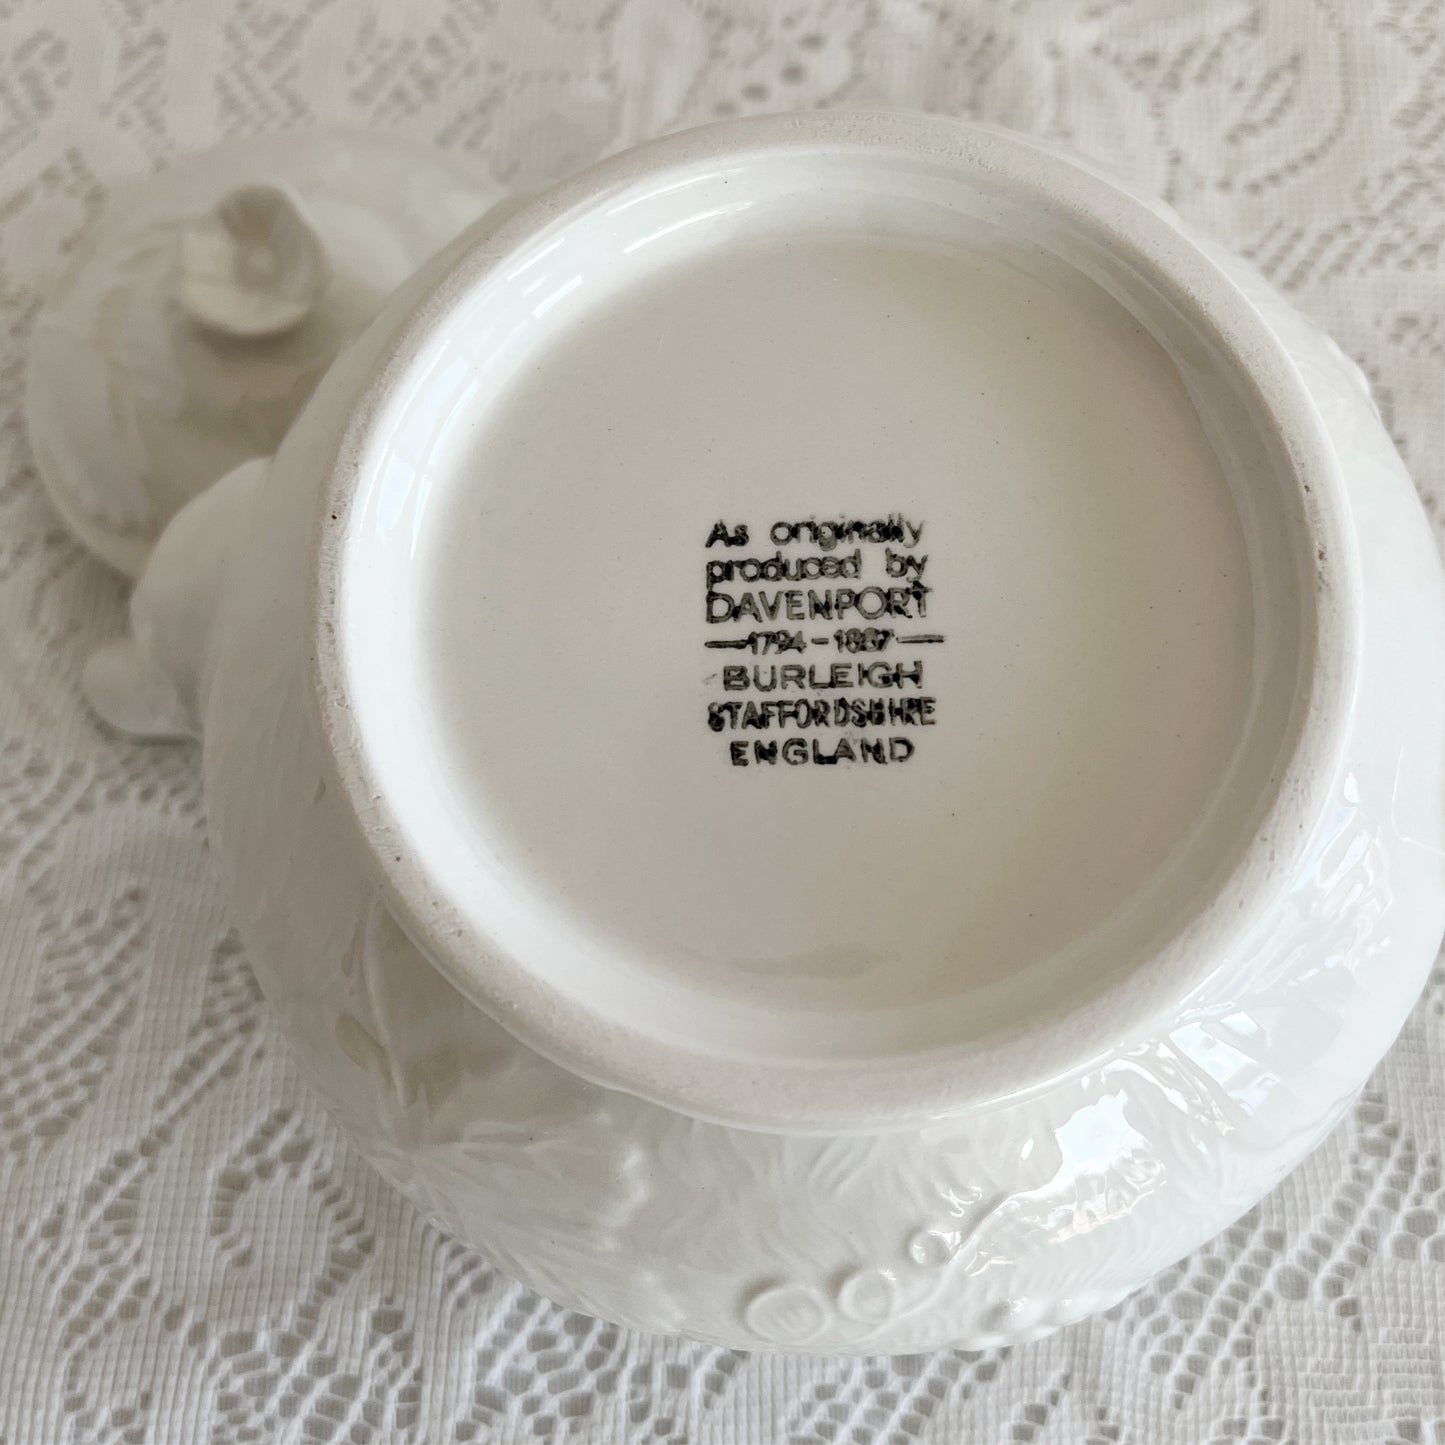 As originally
produced by
DAVENPORT
—1794-1887—
BURLEIGH
STAFFORDSHIRE
ENGLAND